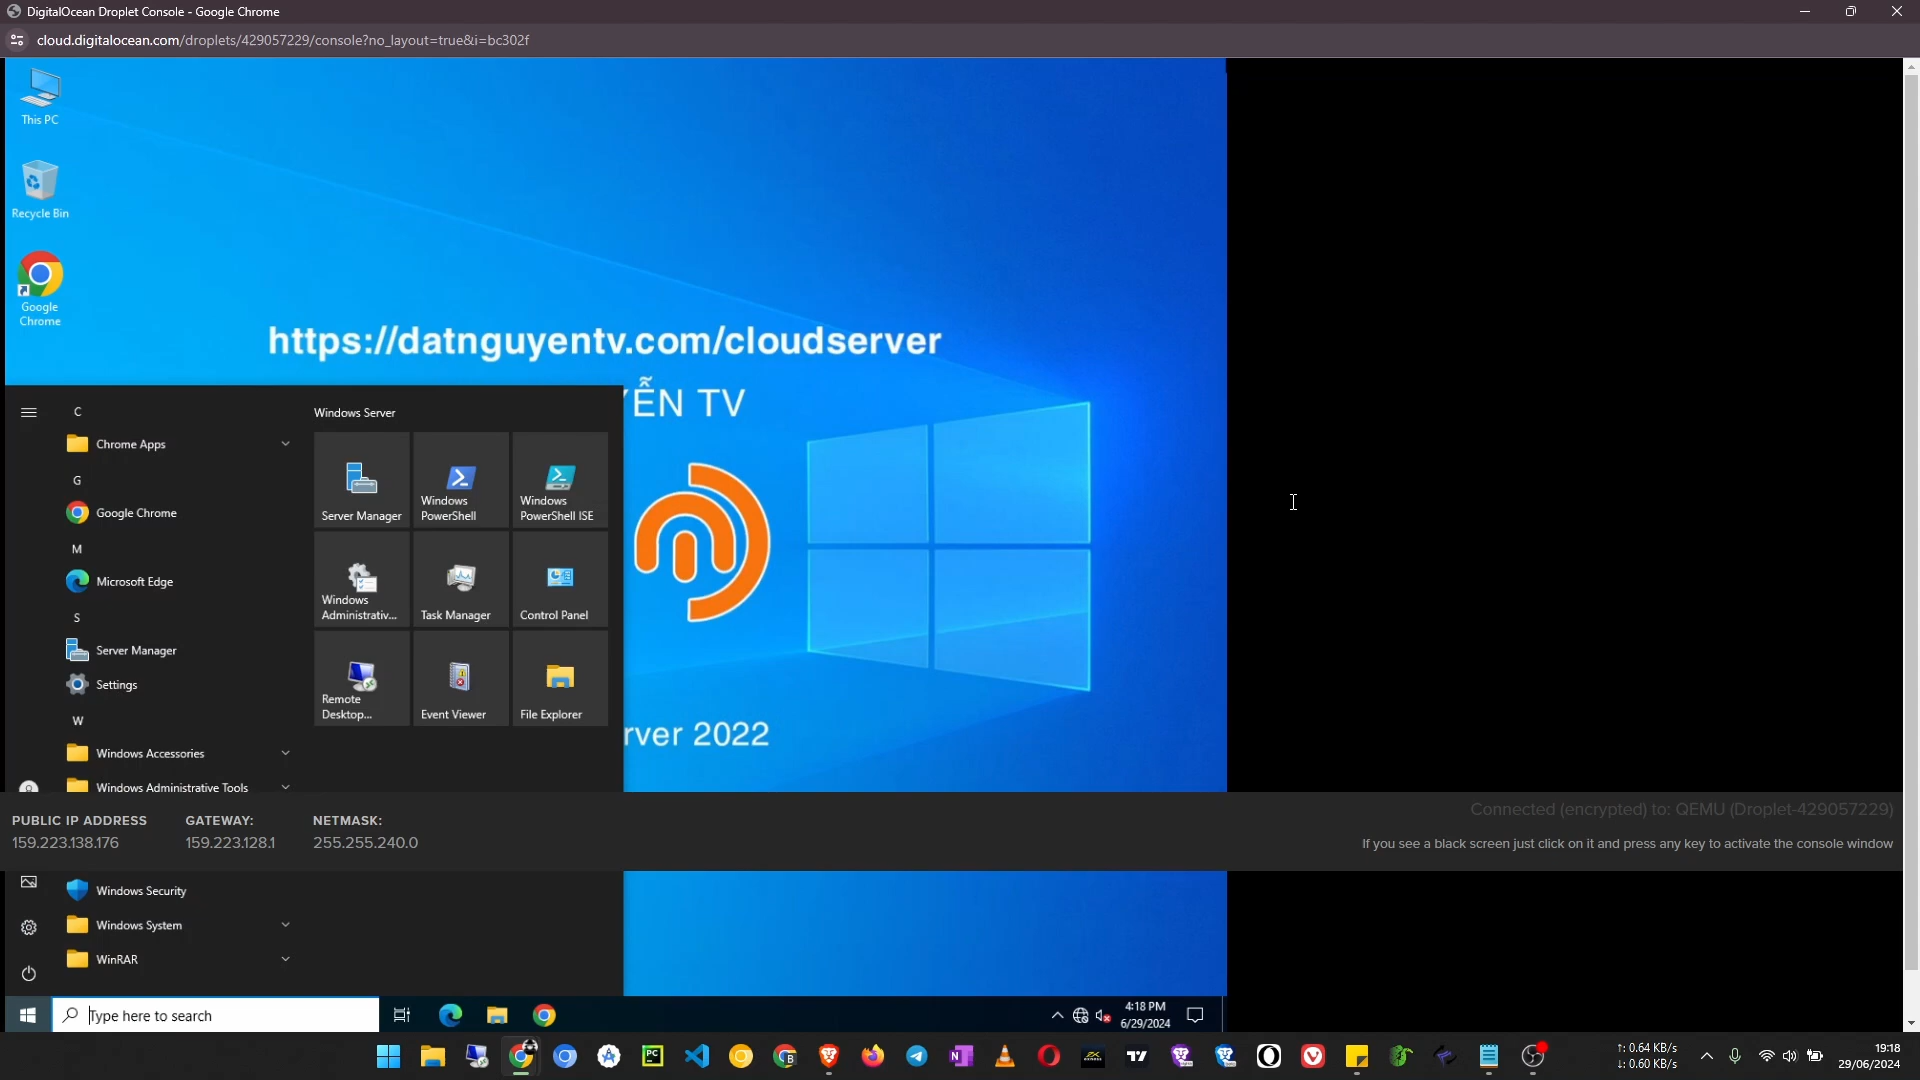 DigitalOcean Droplet Console - Google Chrome
cloud.digitalocean.com/droplets/429057229/console?no_layout=true&i=bc302f
This PC
Recycle Bin
Google
Chrome
https://datnguyentv.com/cloudserver
ỄN TV
rver 2022
C
Chrome Apps
G
Google Chrome
M
Microsoft Edge
S
Server Manager
Settings
W
Windows Accessories
Windows Administrative Tools
Windows Server
Server Manager
Windows
PowerShell
Windows
PowerShell ISE
Windows
Administrativ...
Task Manager
Control Panel
Remote
Desktop...
Event Viewer
File Explorer
PUBLIC IP ADDRESS
159.223.138.176
GATEWAY:
159.223.128.1
NETMASK:
255.255.240.0
Connected (encrypted) to: QEMU (Droplet-429057229)
If you see a black screen just click on it and press any key to activate the console window
Windows Security
Windows System
WinRAR
Type here to search
4:18 PM
6/29/2024
↑: 0.64 KB/s
↓: 0.60 KB/s
19:18
29/06/2024